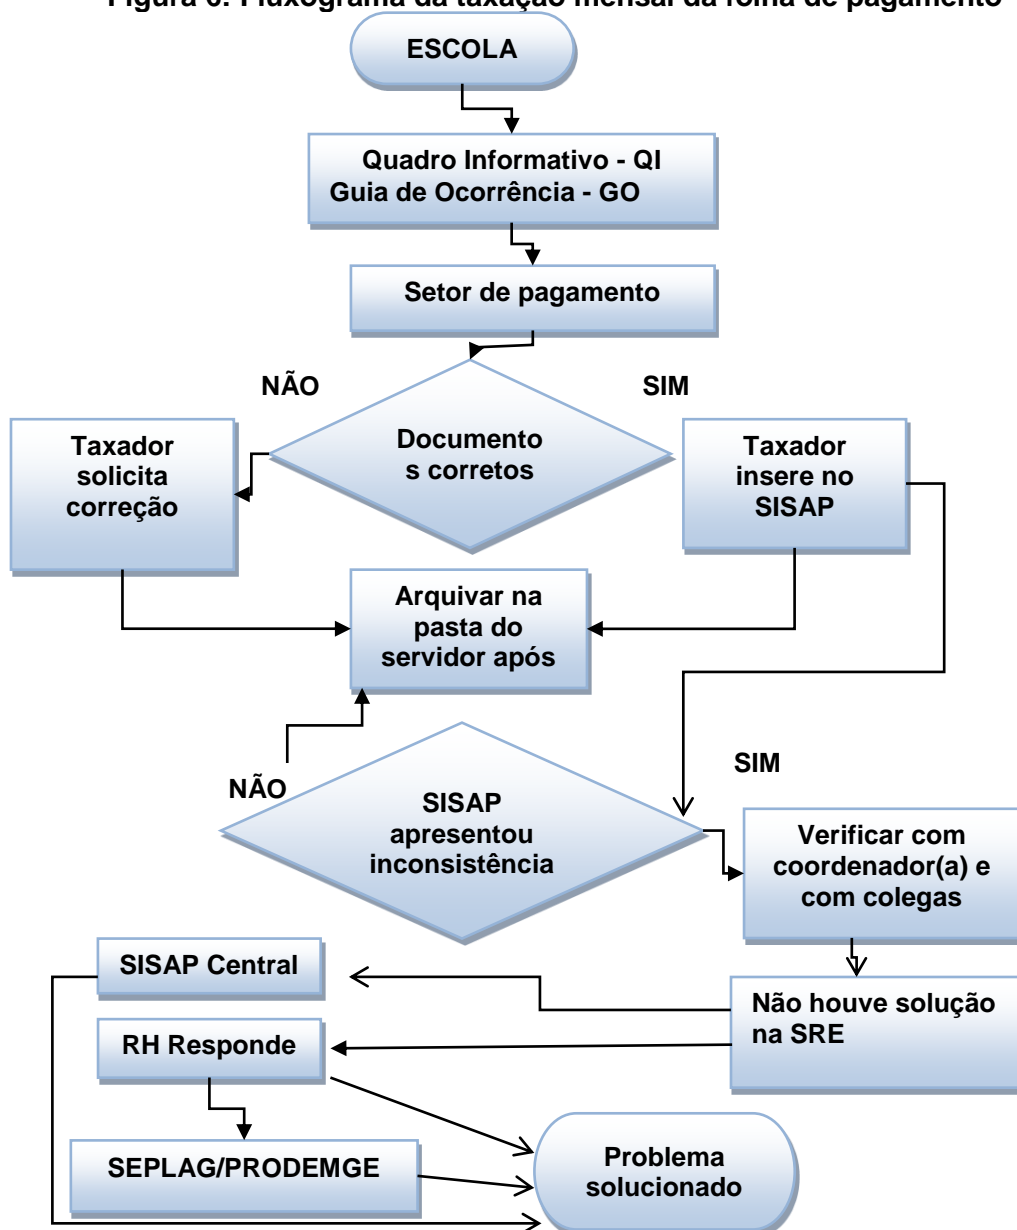 Figura 6: Fluxograma da taxação mensal da folha de pagamento
ESCOLA
Quadro Informativo - QI
Guia de Ocorrência - GO
Setor de pagamento
NÃO
SIM
Documento
s corretos
Taxador
solicita
correção
Taxador
insere no
SISAP
Arquivar na
pasta do
servidor após
NÃO
SIM
SISAP
apresentou
inconsistência
Verificar com
coordenador(a) e
com colegas
SISAP Central
Não houve solução
na SRE
RH Responde
SEPLAG/PRODEMGE
Problema
solucionado